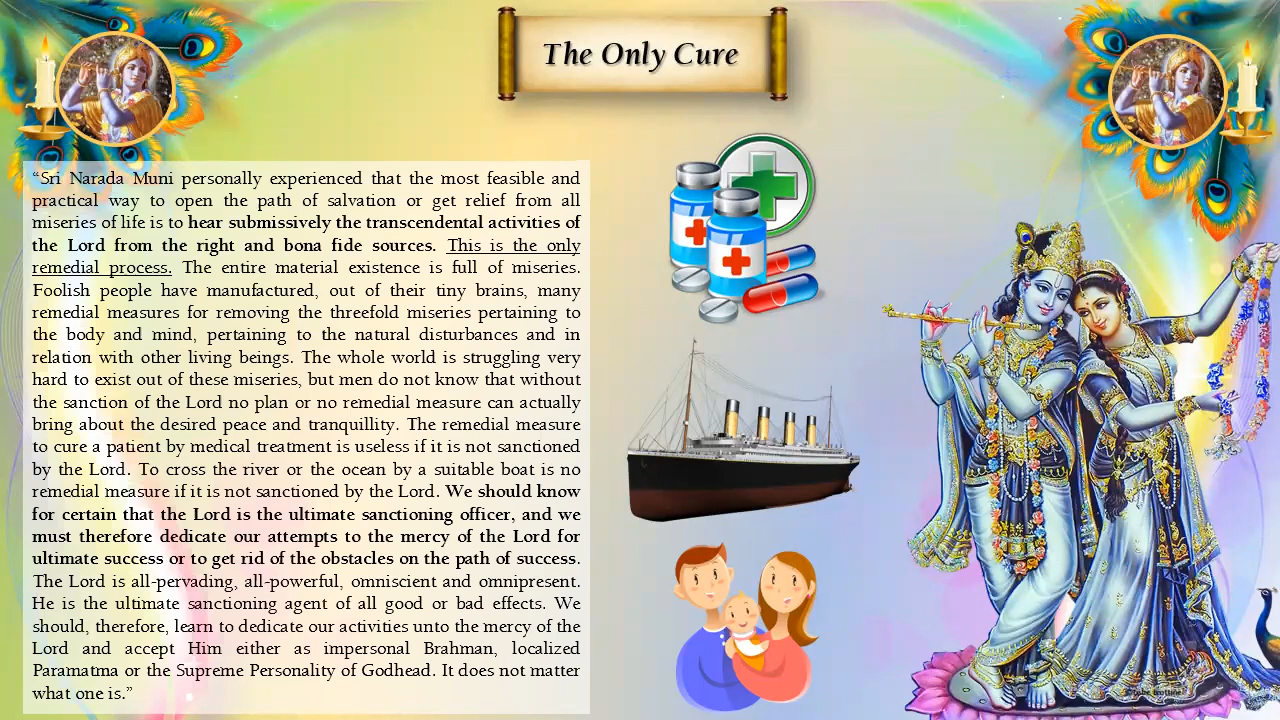 The Only Cure
“Sri Narada Muni personally experienced that the most feasible and
practical way to open the path of salvation or get relief from all
miseries of life is to hear submissively the transcendental activities of
the Lord from the right and bona fide sources. This is the only
remedial process. The entire material existence is full of miseries.
Foolish people have manufactured, out of their tiny brains, many
remedial measures for removing the threefold miseries pertaining to
the body and mind, pertaining to the natural disturbances and in
relation with other living beings. The whole world is struggling very
hard to exist out of these miseries, but men do not know that without
the sanction of the Lord no plan or no remedial measure can actually
bring about the desired peace and tranquillity. The remedial measure
to cure a patient by medical treatment is useless if it is not sanctioned
by the Lord. To cross the river or the ocean by a suitable boat is no
remedial measure if it is not sanctioned by the Lord. We should know
for certain that the Lord is the ultimate sanctioning officer, and we
must therefore dedicate our attempts to the mercy of the Lord for
ultimate success or to get rid of the obstacles on the path of success.
The Lord is all-pervading, all-powerful, omniscient and omnipresent.
He is the ultimate sanctioning agent of all good or bad effects. We
should, therefore, learn to dedicate our activities unto the mercy of the
Lord and accept Him either as impersonal Brahman, localized
Paramatma or the Supreme Personality of Godhead. It does not matter
what one is.”